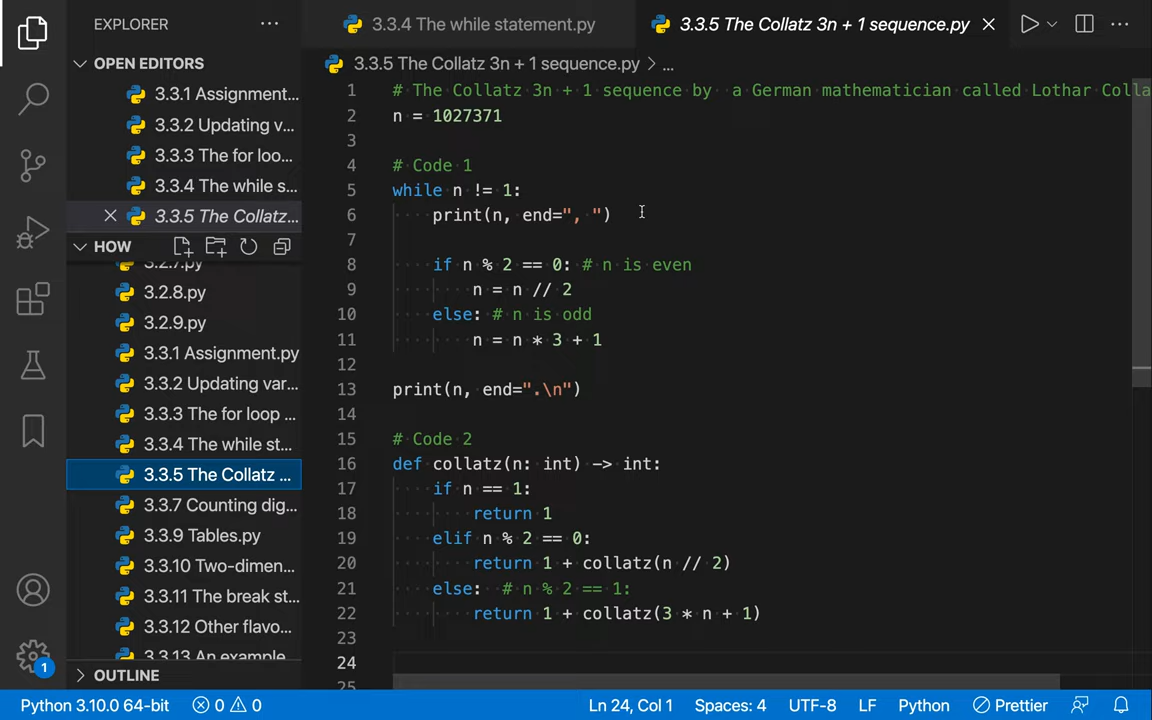 EXPLORER
OPEN EDITORS
3.3.1 Assignment...
3.3.2 Updating v...
3.3.3 The for loo...
3.3.4 The while s...
3.3.5 The Collatz...
HOW
3.2.7.py
3.2.8.py
3.2.9.py
3.3.1 Assignment.py
3.3.2 Updating var...
3.3.3 The for loop ...
3.3.4 The while st...
3.3.5 The Collatz ...
3.3.7 Counting dig...
3.3.9 Tables.py
3.3.10 Two-dimen...
3.3.11 The break st...
3.3.12 Other flavo...
3.3.13 An example
OUTLINE
3.3.4 The while statement.py
3.3.5 The Collatz 3n + 1 sequence.py
3.3.5 The Collatz 3n + 1 sequence.py > ...
1 # The Collatz 3n + 1 sequence by  a German mathematician called Lothar Colla
2 n = 1027371
3
4 # Code 1
5 while n != 1:
6     print(n, end=", ")
7
8     if n % 2 == 0: # n is even
9         n = n // 2
10     else: # n is odd
11         n = n * 3 + 1
12
13 print(n, end=".\n")
14
15 # Code 2
16 def collatz(n: int) -> int:
17     if n == 1:
18         return 1
19     elif n % 2 == 0:
20         return 1 + collatz(n // 2)
21     else:  # n % 2 == 1:
22         return 1 + collatz(3 * n + 1)
23
24
25
1
Python 3.10.0 64-bit 0 0 Ln 24, Col 1 Spaces: 4 UTF-8 LF Python Prettier